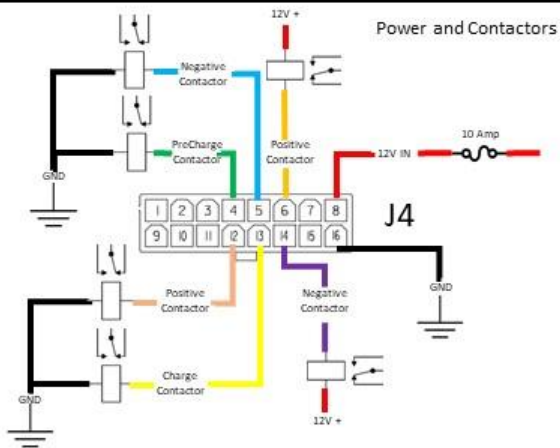 12V +
Power and Contactors
Negative
Contactor
PreCharge
Contactor
Positive
Contactor
12V IN
10 Amp
GND
1 2 3 4 5 6 7 8
9 10 11 12 13 14 15 16
J4
GND
Positive
Contactor
Negative
Contactor
Charge
Contactor
GND
12V +